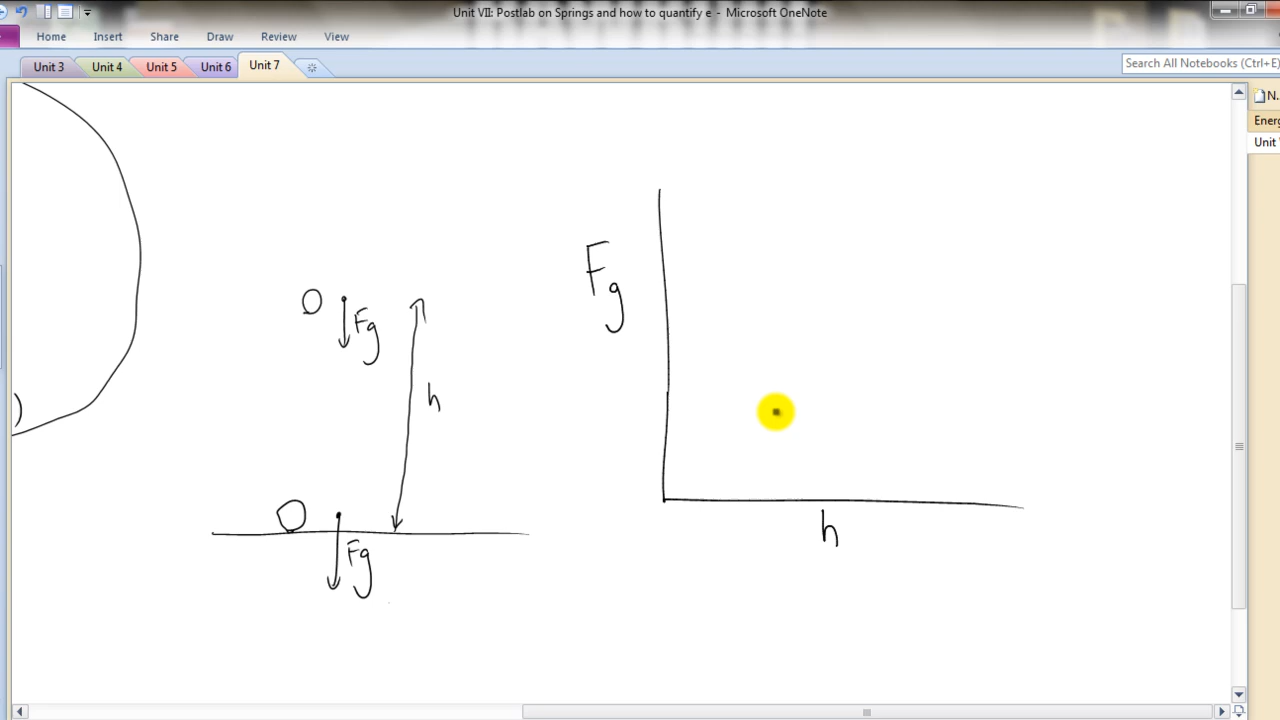 Unit VII: Postlab on Springs and how to quantify e - Microsoft OneNote
Home Insert Share Draw Review View
Unit 3 Unit 4 Unit 5 Unit 6 Unit 7
Search All Notebooks (Ctrl+E)
N..
Energ
Unit
Fg
h
Fg
Fg
h
)